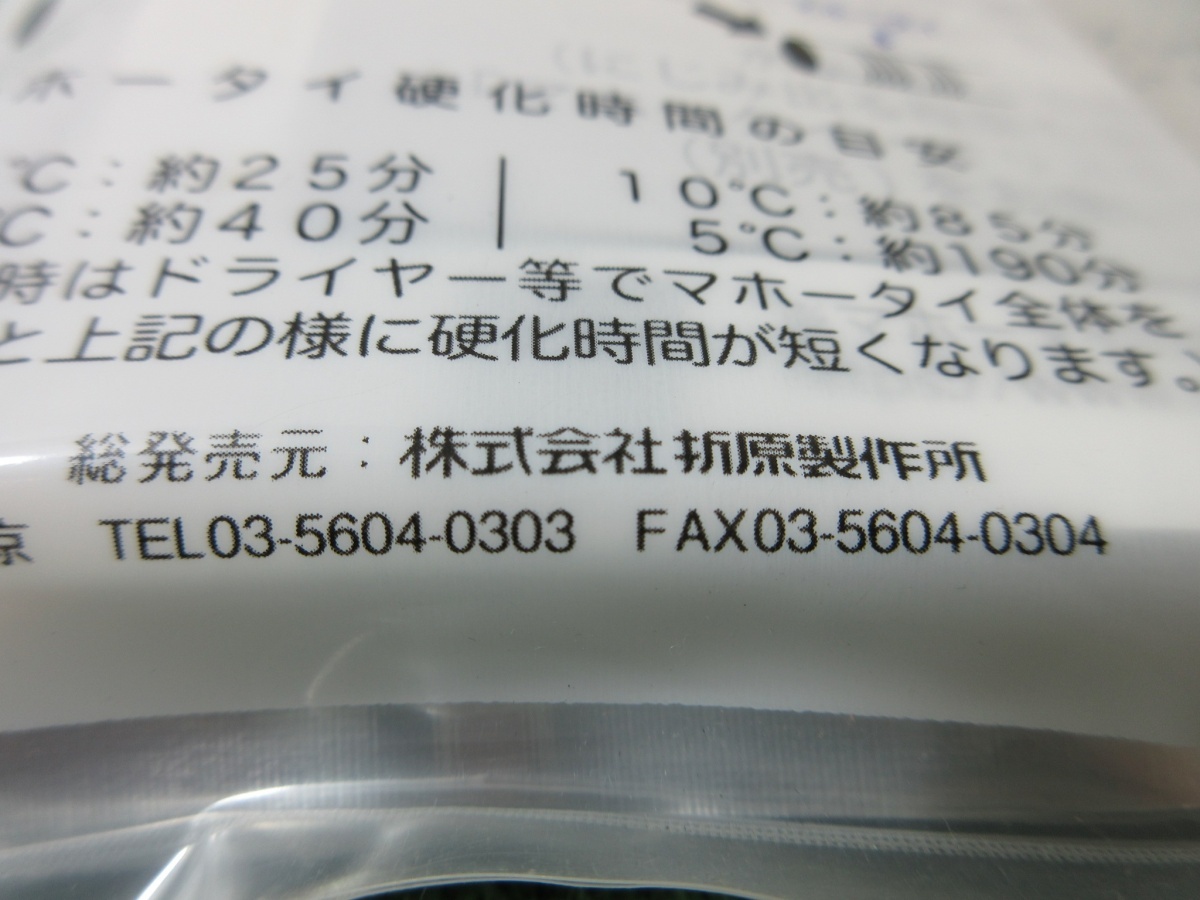 ホータイ硬化時間の目安
℃：約２５分 １０℃：約８５分
℃：約４０分 ５℃：約190分
時はドライヤー等でマホータイ全体を
と上記の様に硬化時間が短くなります。
総発売元：株式会社折原製作所
京 TEL03-5604-0303 FAX03-5604-0304